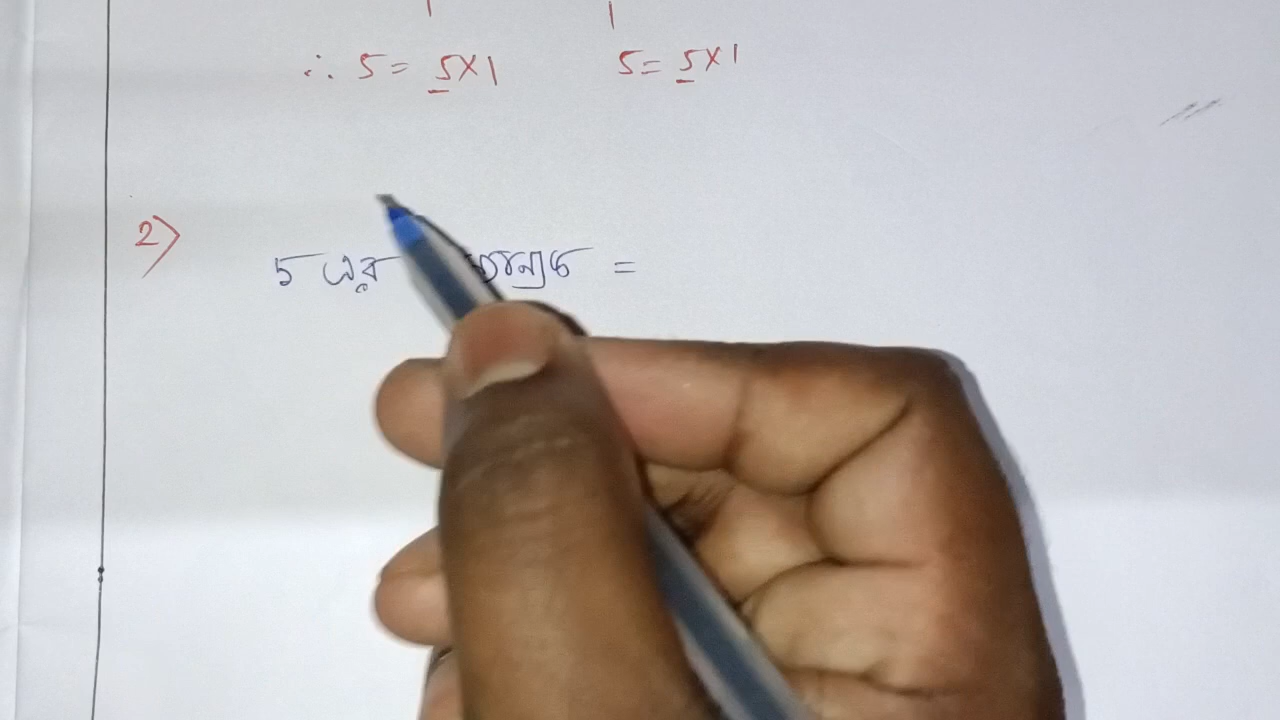 ∴ 5 = 5×1 5 = 5×1
2)
5 এর =